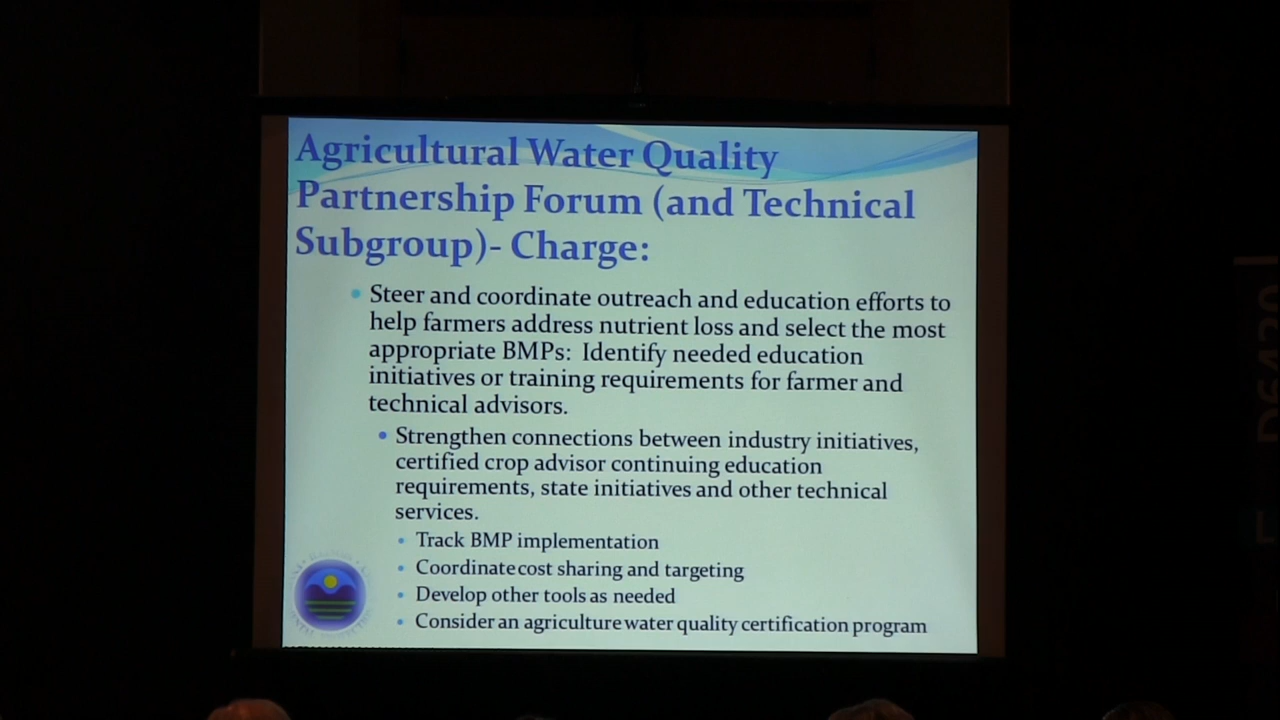 Agricultural Water Quality
Partnership Forum (and Technical
Subgroup)- Charge:
• Steer and coordinate outreach and education efforts to
help farmers address nutrient loss and select the most
appropriate BMPs: Identify needed education
initiatives or training requirements for farmer and
technical advisors.
• Strengthen connections between industry initiatives,
certified crop advisor continuing education
requirements, state initiatives and other technical
services.
• Track BMP implementation
• Coordinate cost sharing and targeting
• Develop other tools as needed
• Consider an agriculture water quality certification program